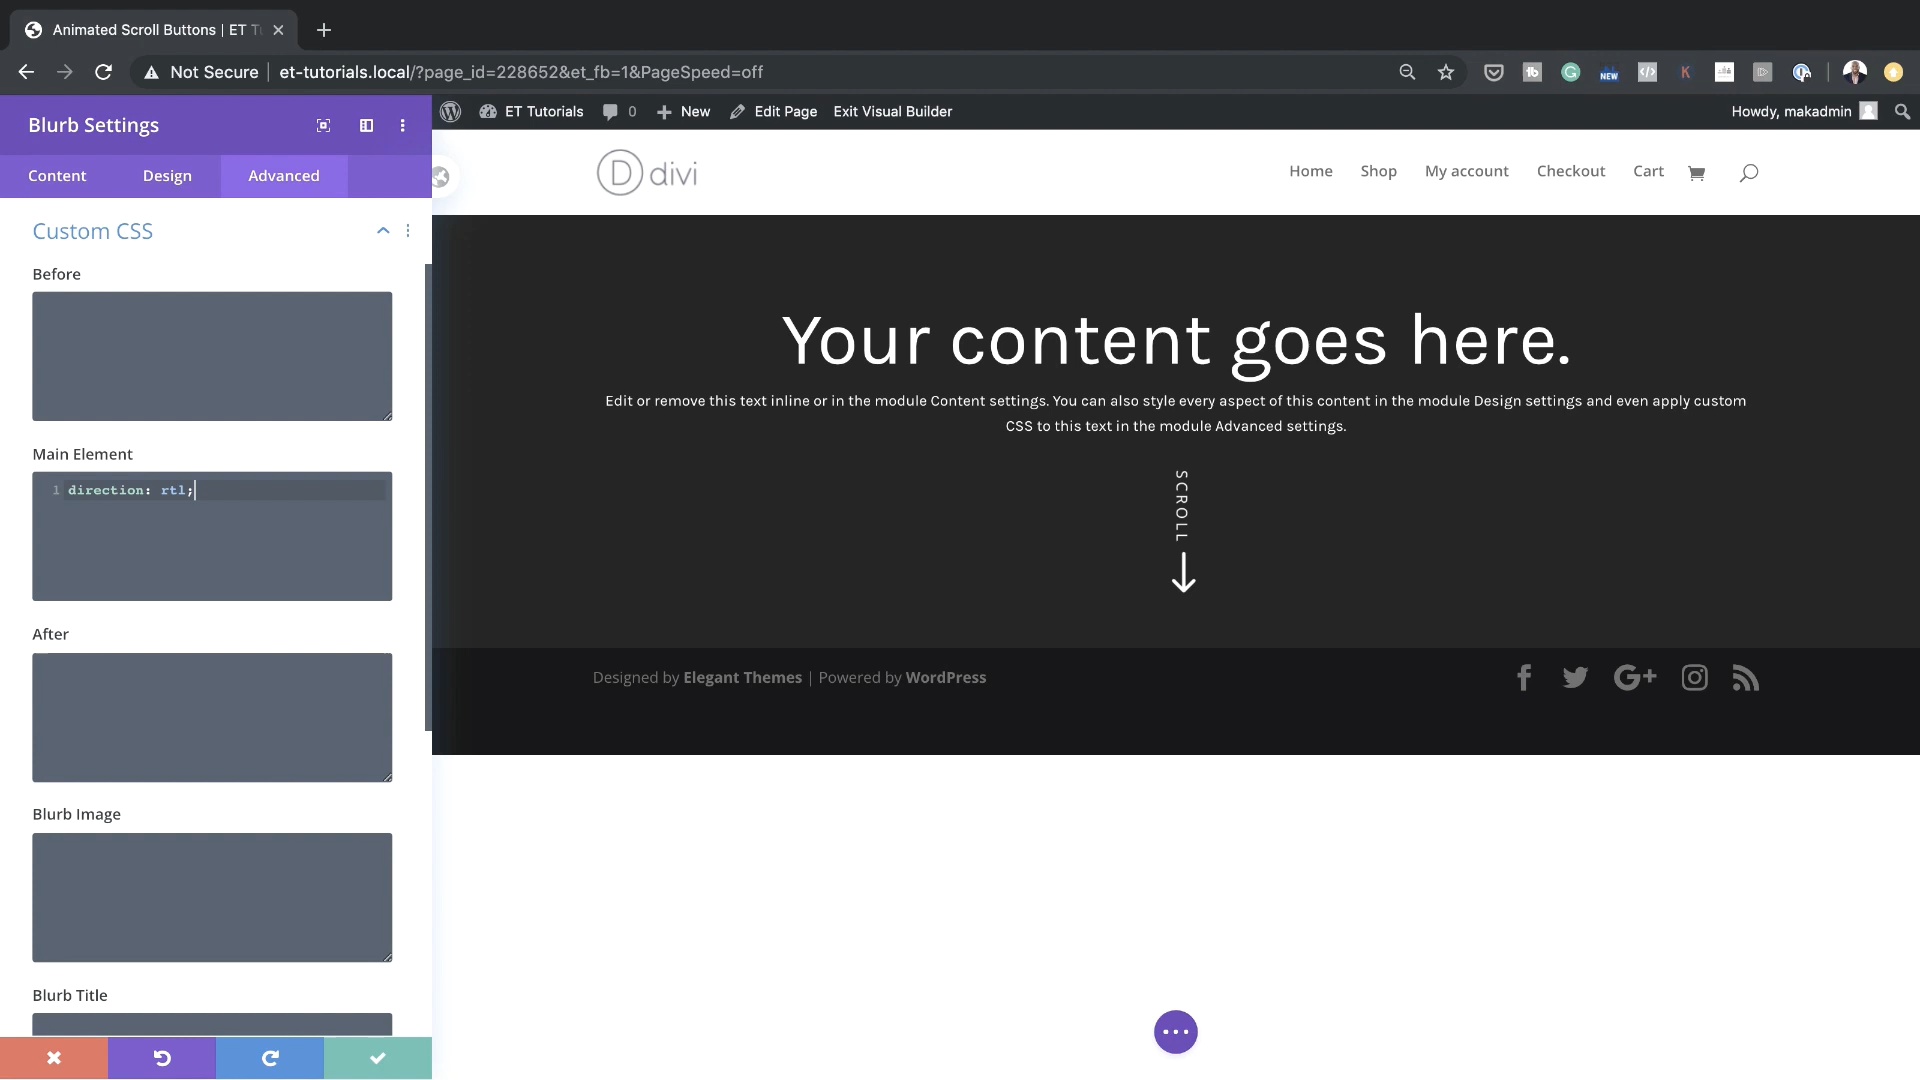 Animated Scroll Buttons | ET T
Not Secure
et-tutorials.local/?page_id=228652&et_fb=1&PageSpeed=off
NEW
K
Blurb Settings
ET Tutorials
0
New
Edit Page
Exit Visual Builder
Howdy, makadmin
Content
Design
Advanced
D divi
Home
Shop
My account
Checkout
Cart
Custom CSS
Before
Main Element
1 direction: rtl;
After
Blurb Image
Blurb Title
Your content goes here.
Edit or remove this text inline or in the module Content settings. You can also style every aspect of this content in the module Design settings and even apply custom
CSS to this text in the module Advanced settings.
SCROLL
Designed by Elegant Themes | Powered by WordPress
G+